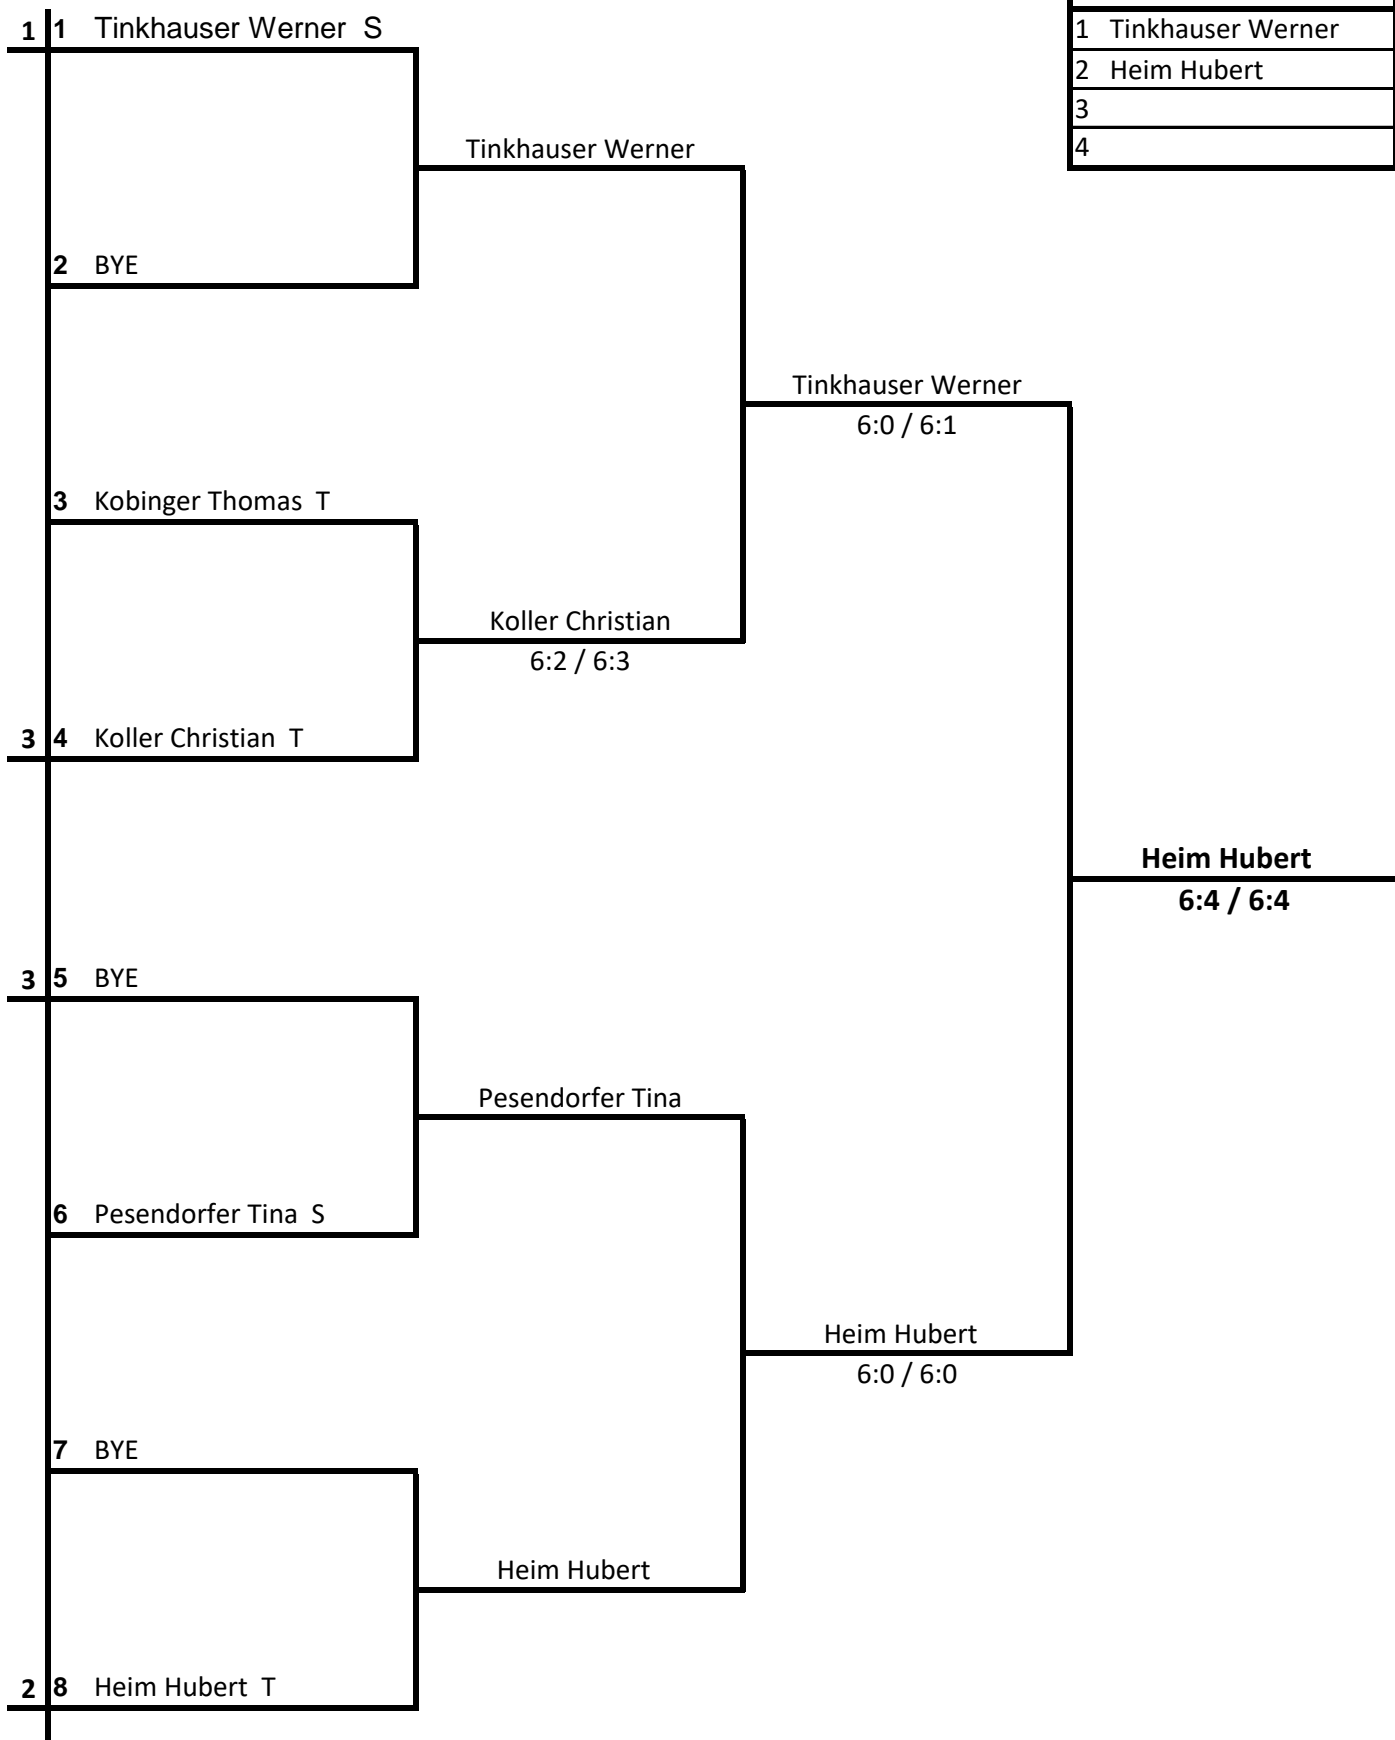 1 1 Tinkhauser Werner S
1 Tinkhauser Werner
2 Heim Hubert
3
4
Tinkhauser Werner
2 BYE
Tinkhauser Werner
6:0 / 6:1
3 Kobinger Thomas T
Koller Christian
6:2 / 6:3
3 4 Koller Christian T
Heim Hubert
6:4 / 6:4
3 5 BYE
Pesendorfer Tina
6 Pesendorfer Tina S
Heim Hubert
6:0 / 6:0
7 BYE
Heim Hubert
2 8 Heim Hubert T